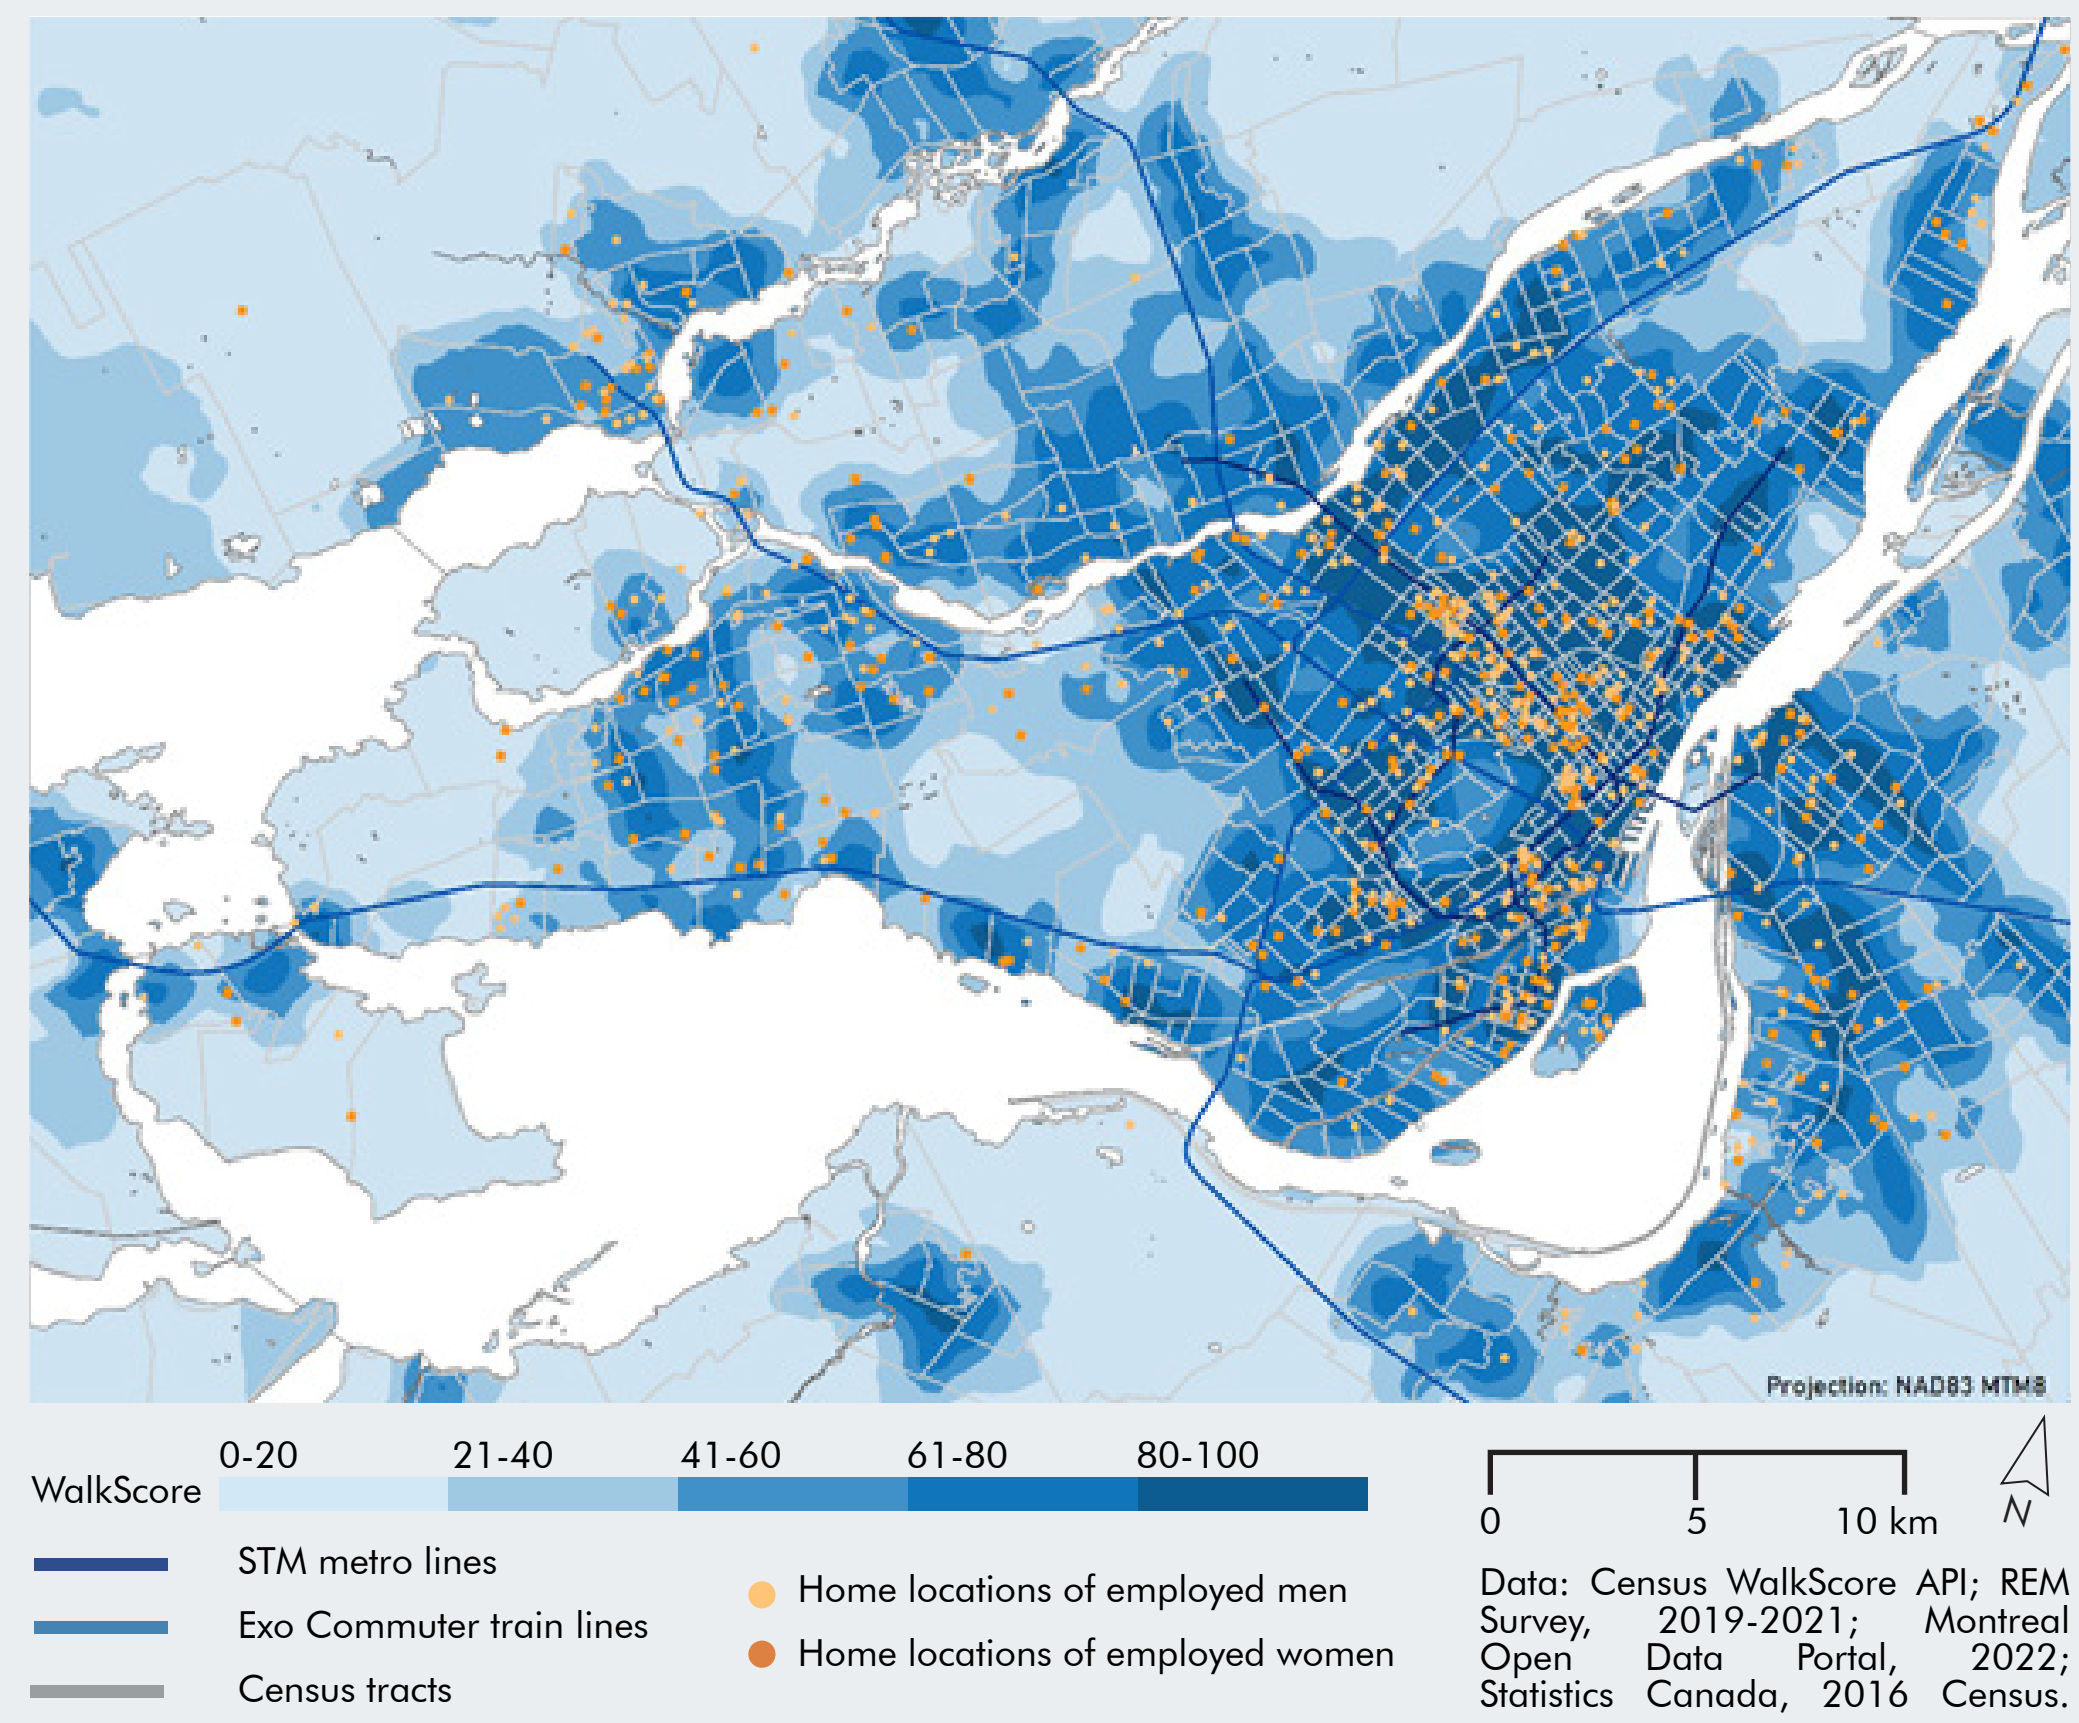 Projection: NAD83 MTM8
0-20 21-40 41-60 61-80 80-100
WalkScore
0 5 10 km
N
STM metro lines
Exo Commuter train lines
Census tracts
Home locations of employed men
Home locations of employed women
Data: Census WalkScore API; REM
Survey, 2019-2021; Montreal
Open Data Portal, 2022;
Statistics Canada, 2016 Census.